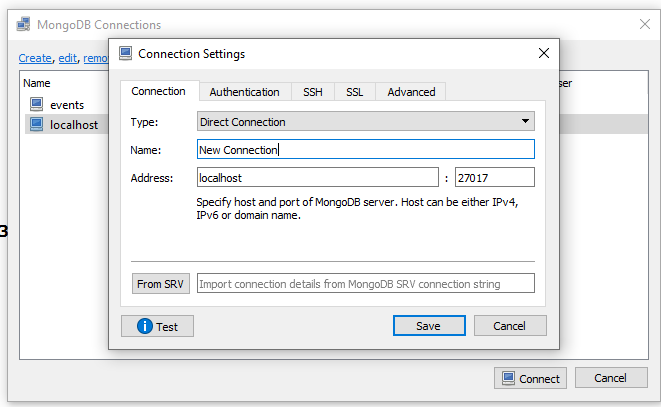 MongoDB Connections
Connection Settings
Create, edit, remo
Name
ser
events
localhost
Connection
Authentication
SSH
SSL
Advanced
Type:
Direct Connection
Name:
New Connection
Address:
localhost
:
27017
Specify host and port of MongoDB server. Host can be either IPv4,
IPv6 or domain name.
3
From SRV
Import connection details from MongoDB SRV connection string
Test
Save
Cancel
Connect
Cancel